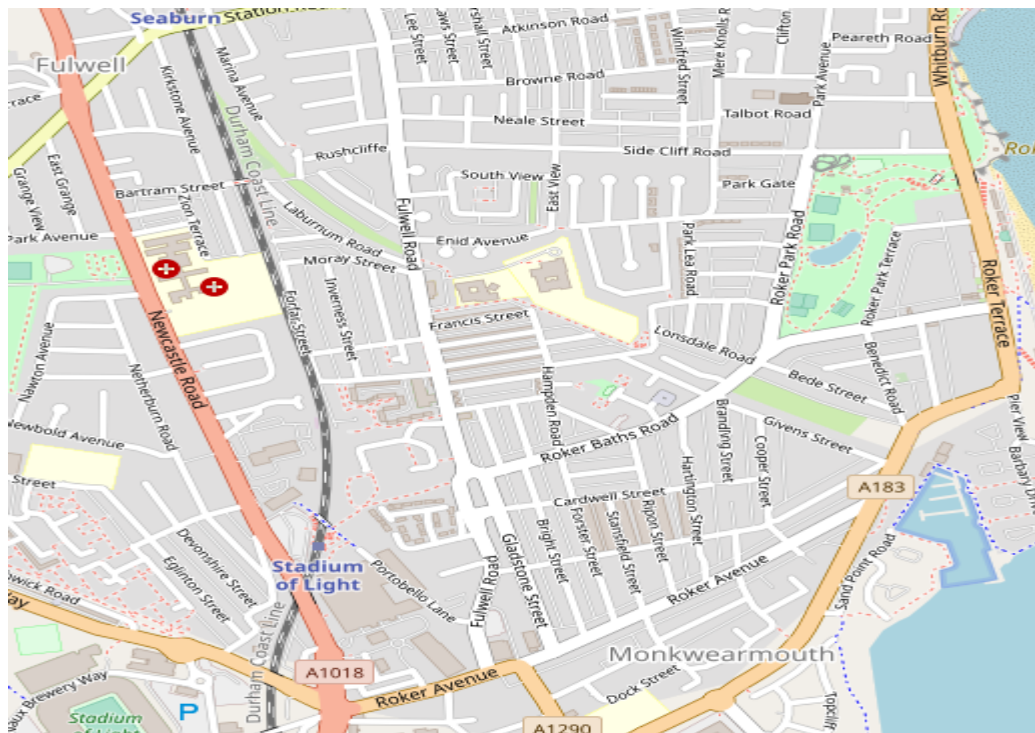 Seaburn
Station Road
Fulwell
Lee Street
Atkinson Road
Winifred Street
Mere Knolls
Clifton
Peareth Road
Whitburn
Park Avenue
Marina Avenue
Kirkstone Avenue
Browne Road
Neale Street
Talbot Road
Durham Coast Line
Rushcliffe
Side Cliff Road
East Grange
Grange View
Bartram Street
South View
East View
Park Gate
Zion Terrace
Laburnum Road
Fulwell Road
Park Avenue
Moray Street
Enid Avenue
Park Lea Road
Roker Park Road
Roker Park Terrace
Roker Terrace
Forfar Street
Inverness Street
Newcastle Road
Francis Street
Lonsdale Road
Nawton Avenue
Netherburn Road
Hampden Road
Bede Street
Benedict Road
Newbold Avenue
Roker Baths Road
Brandling Street
Givens Street
Cooper Street
Pier View
Street
Hartington Street
Cardwell Street
A183
Devonshire Street
Eglinton Street
Stadium
of Light
Portobello Lane
Fulwell Road
Gladstone Street
Bright Street
Forster Street
Stansfield Street
Ripon Street
Roker Avenue
Sand Point Road
Durham Coast Line
A1018
Monkwearmouth
Roker Avenue
Dock Street
Brewery Way
P
Stadium
of Light
A1290